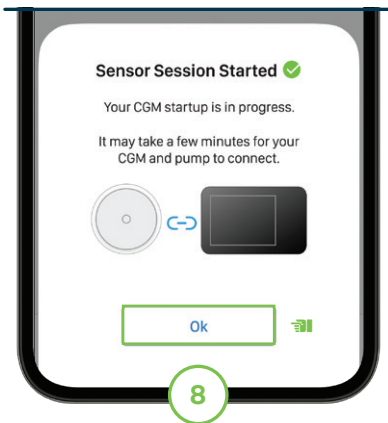 Sensor Session Started
Your CGM startup is in progress.
It may take a few minutes for your
CGM and pump to connect.
Ok
8